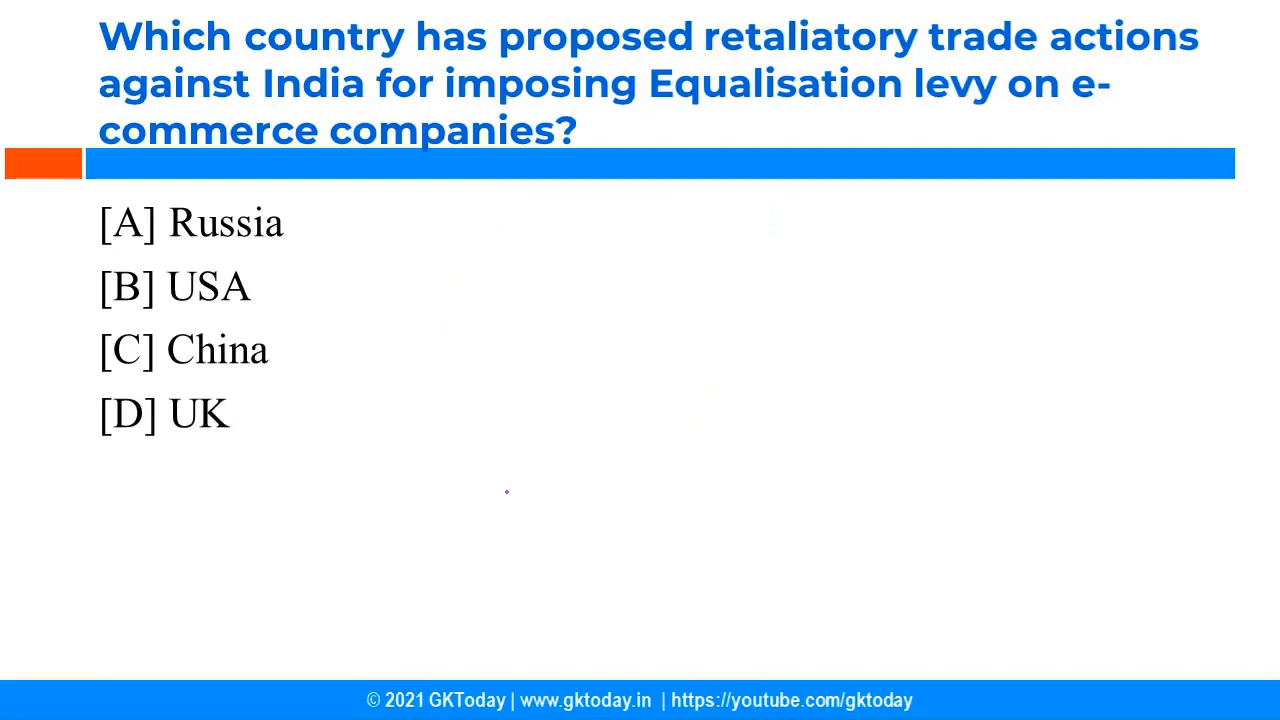 Which country has proposed retaliatory trade actions
against India for imposing Equalisation levy on e-
commerce companies?
[A] Russia
[B] USA
[C] China
[D] UK
© 2021 GKToday | www.gktoday.in | https://youtube.com/gktoday